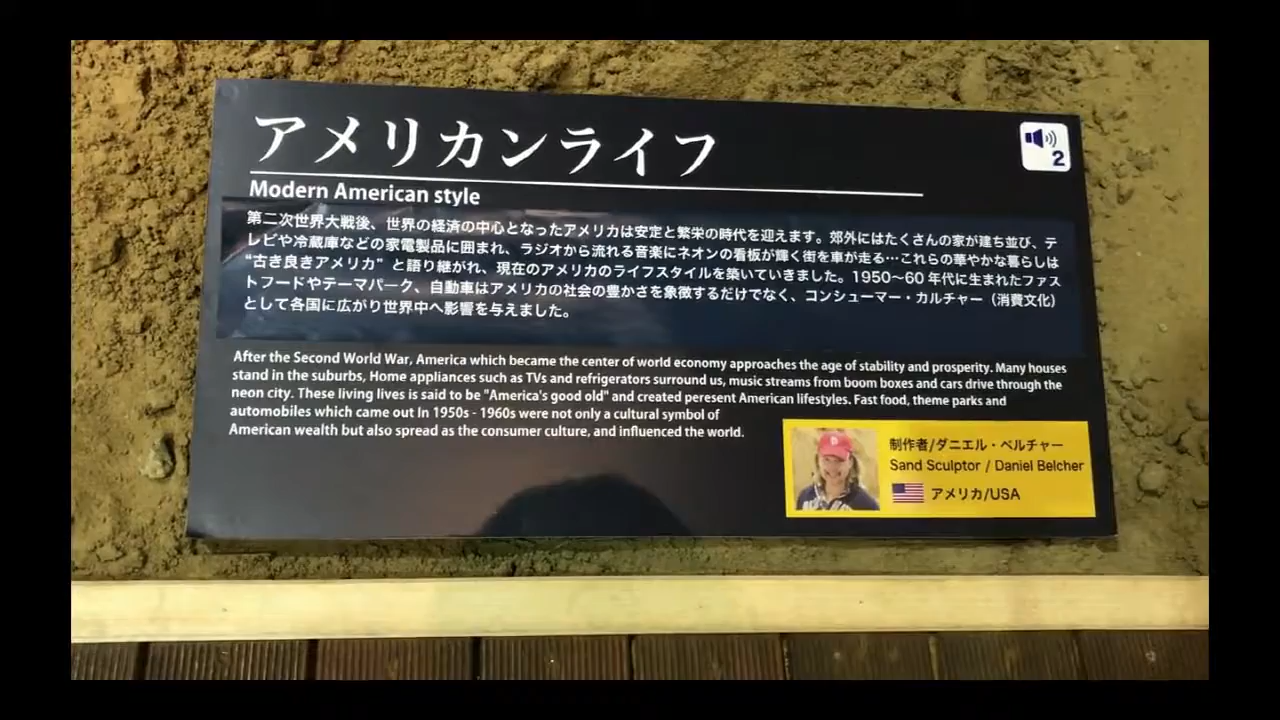 アメリカンライフ
2
Modern American style
第二次世界大戦後、世界の経済の中心となったアメリカは安定と繁栄の時代を迎えます。郊外にはたくさんの家が建ち並び、テ
レビや冷蔵庫などの家電製品に囲まれ、ラジオから流れる音楽にネオンの看板が輝く街を車が走る…これらの華やかな暮らしは
“古き良きアメリカ” と語り継がれ、現在のアメリカのライフスタイルを築いていきました。1950〜60年代に生まれたファス
トフードやテーマパーク、自動車はアメリカの社会の豊かさを象徴するだけでなく、コンシューマー・カルチャー（消費文化）
として各国に広がり世界中へ影響を与えました。
After the Second World War, America which became the center of world economy approaches the age of stability and prosperity. Many houses
stand in the suburbs, Home appliances such as TVs and refrigerators surround us, music streams from boom boxes and cars drive through the
neon city. These living lives is said to be "America's good old" and created peresent American lifestyles. Fast food, theme parks and
automobiles which came out In 1950s - 1960s were not only a cultural symbol of
American wealth but also spread as the consumer culture, and influenced the world.
制作者/ダニエル・ベルチャー
Sand Sculptor / Daniel Belcher
アメリカ/USA